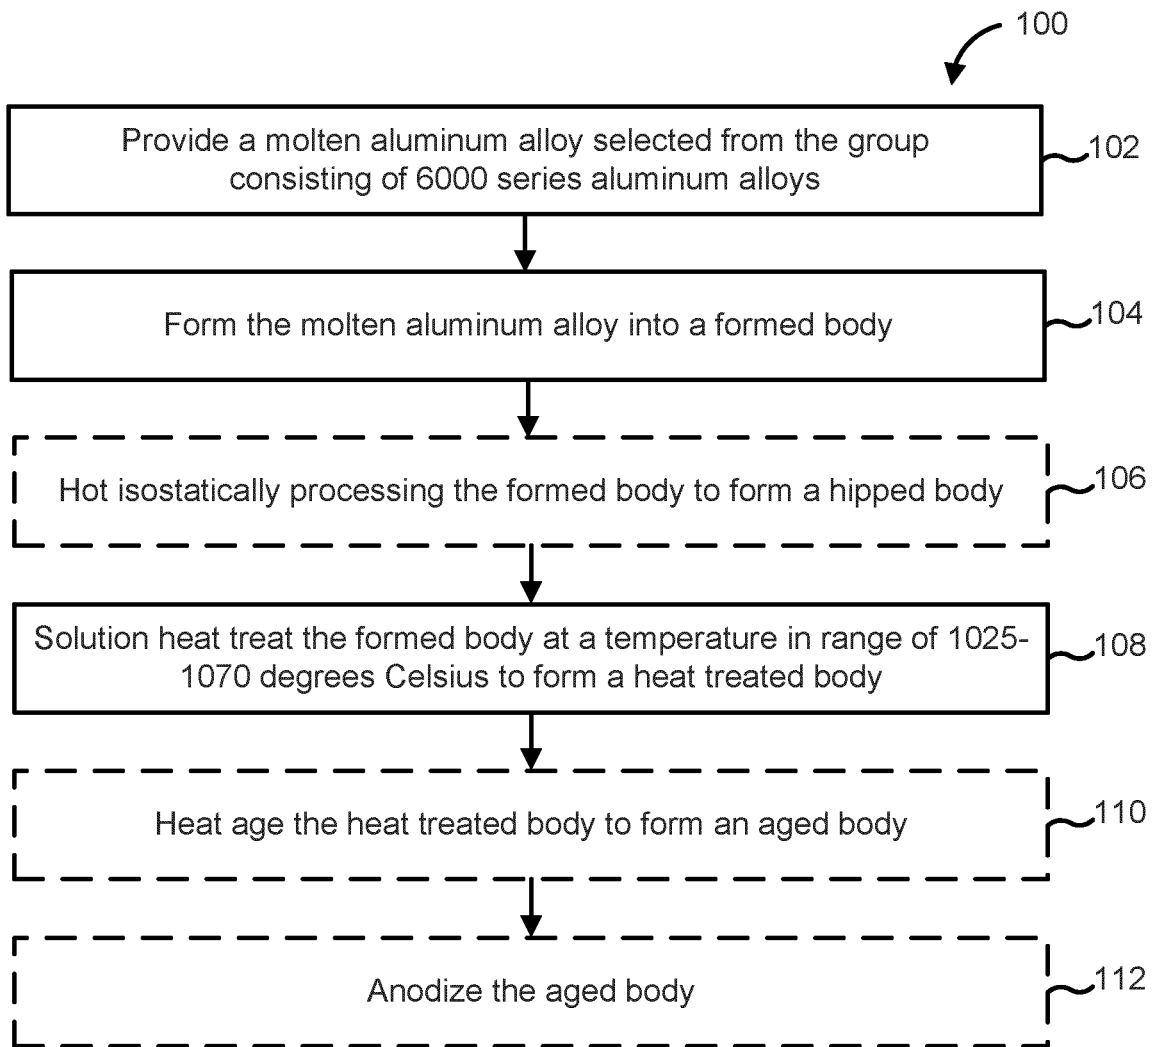 100
Provide a molten aluminum alloy selected from the group
consisting of 6000 series aluminum alloys
102
Form the molten aluminum alloy into a formed body
104
Hot isostatically processing the formed body to form a hipped body
106
Solution heat treat the formed body at a temperature in range of 1025-
1070 degrees Celsius to form a heat treated body
108
Heat age the heat treated body to form an aged body
110
Anodize the aged body
112